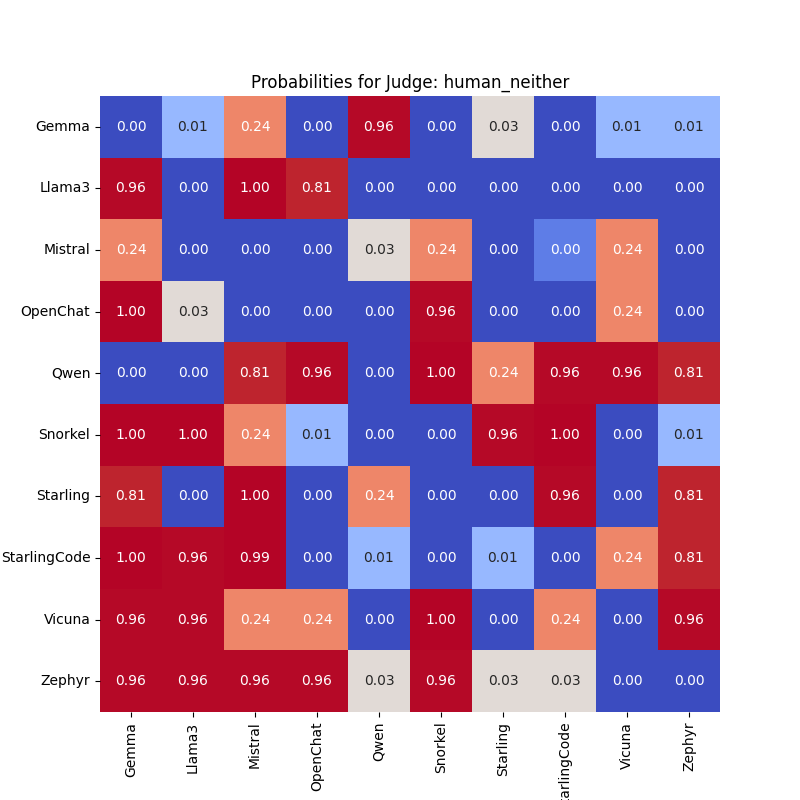 Probabilities for Judge: human_neither
Gemma 0.00 0.01 0.24 0.00 0.96 0.00 0.03 0.00 0.01 0.01
Llama3 0.96 0.00 1.00 0.81 0.00 0.00 0.00 0.00 0.00 0.00
Mistral 0.24 0.00 0.00 0.00 0.03 0.24 0.00 0.00 0.24 0.00
OpenChat 1.00 0.03 0.00 0.00 0.00 0.96 0.00 0.00 0.24 0.00
Qwen 0.00 0.00 0.81 0.96 0.00 1.00 0.24 0.96 0.96 0.81
Snorkel 1.00 1.00 0.24 0.01 0.00 0.00 0.96 1.00 0.00 0.01
Starling 0.81 0.00 1.00 0.00 0.24 0.00 0.00 0.96 0.00 0.81
StarlingCode 1.00 0.96 0.99 0.00 0.01 0.00 0.01 0.00 0.24 0.81
Vicuna 0.96 0.96 0.24 0.24 0.00 1.00 0.00 0.24 0.00 0.96
Zephyr 0.96 0.96 0.96 0.96 0.03 0.96 0.03 0.03 0.00 0.00
Gemma
Llama3
Mistral
OpenChat
Qwen
Snorkel
Starling
arlingCode
Vicuna
Zephyr